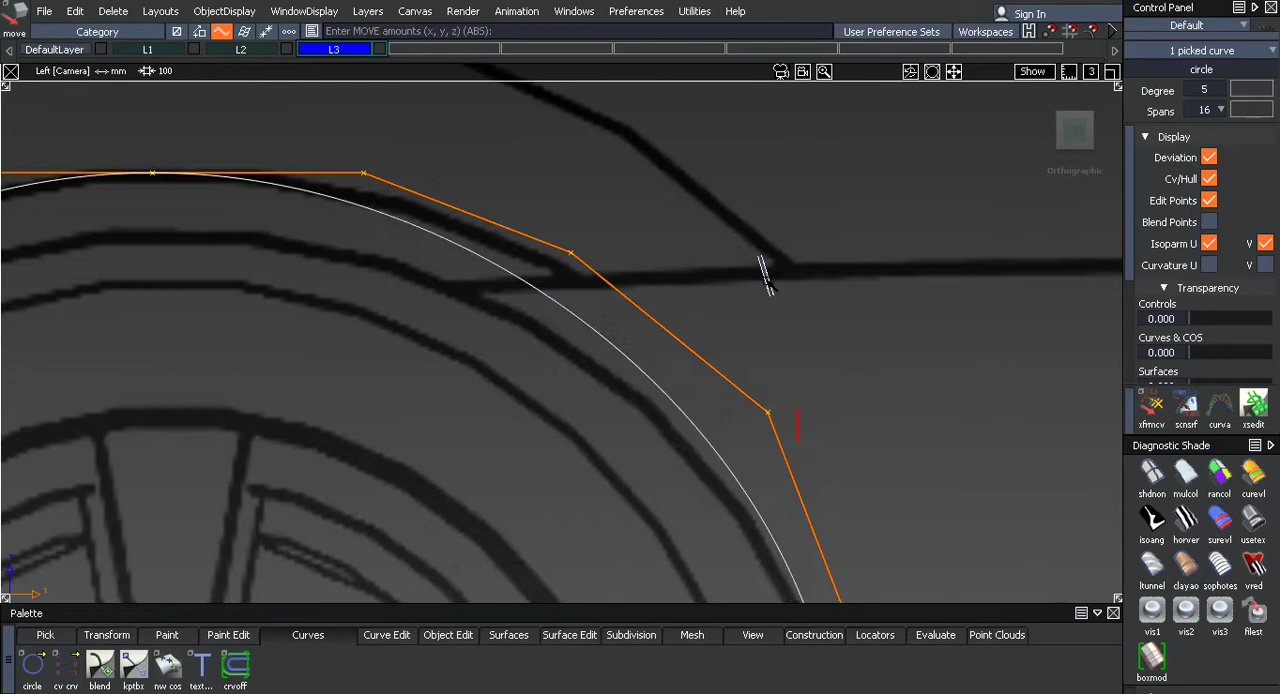 File Edit Delete Layouts ObjectDisplay WindowDisplay Layers Canvas Render Animation Windows Preferences Utilities Help
Sign In
Control Panel
move
Category
Enter MOVE amounts (x, y, z) (ABS):
User Preference Sets
Workspaces
Default
DefaultLayer L1 L2 L3
1 picked curve
Left [Camera] mm 100
Show
3
circle
Degree 5
Spans 16
Display
Deviation
Cv/Hull
Edit Points
Blend Points
Isoparm U V
Curvature U V
Transparency
Controls
0.000
Curves & COS
0.000
Surfaces
Orthographic
xfrmcv scnsrf curva xsedit
Diagnostic Shade
shdnon mulcol rancol curevl
isoang horver surevl usetex
ltunnel clayao sophotes vred
vis1 vis2 vis3 filest
boxmod
x
Palette
Pick Transform Paint Paint Edit Curves Curve Edit Object Edit Surfaces Surface Edit Subdivision Mesh View Construction Locators Evaluate Point Clouds
circle cv crv blend kptbx nw cos text... crvoff